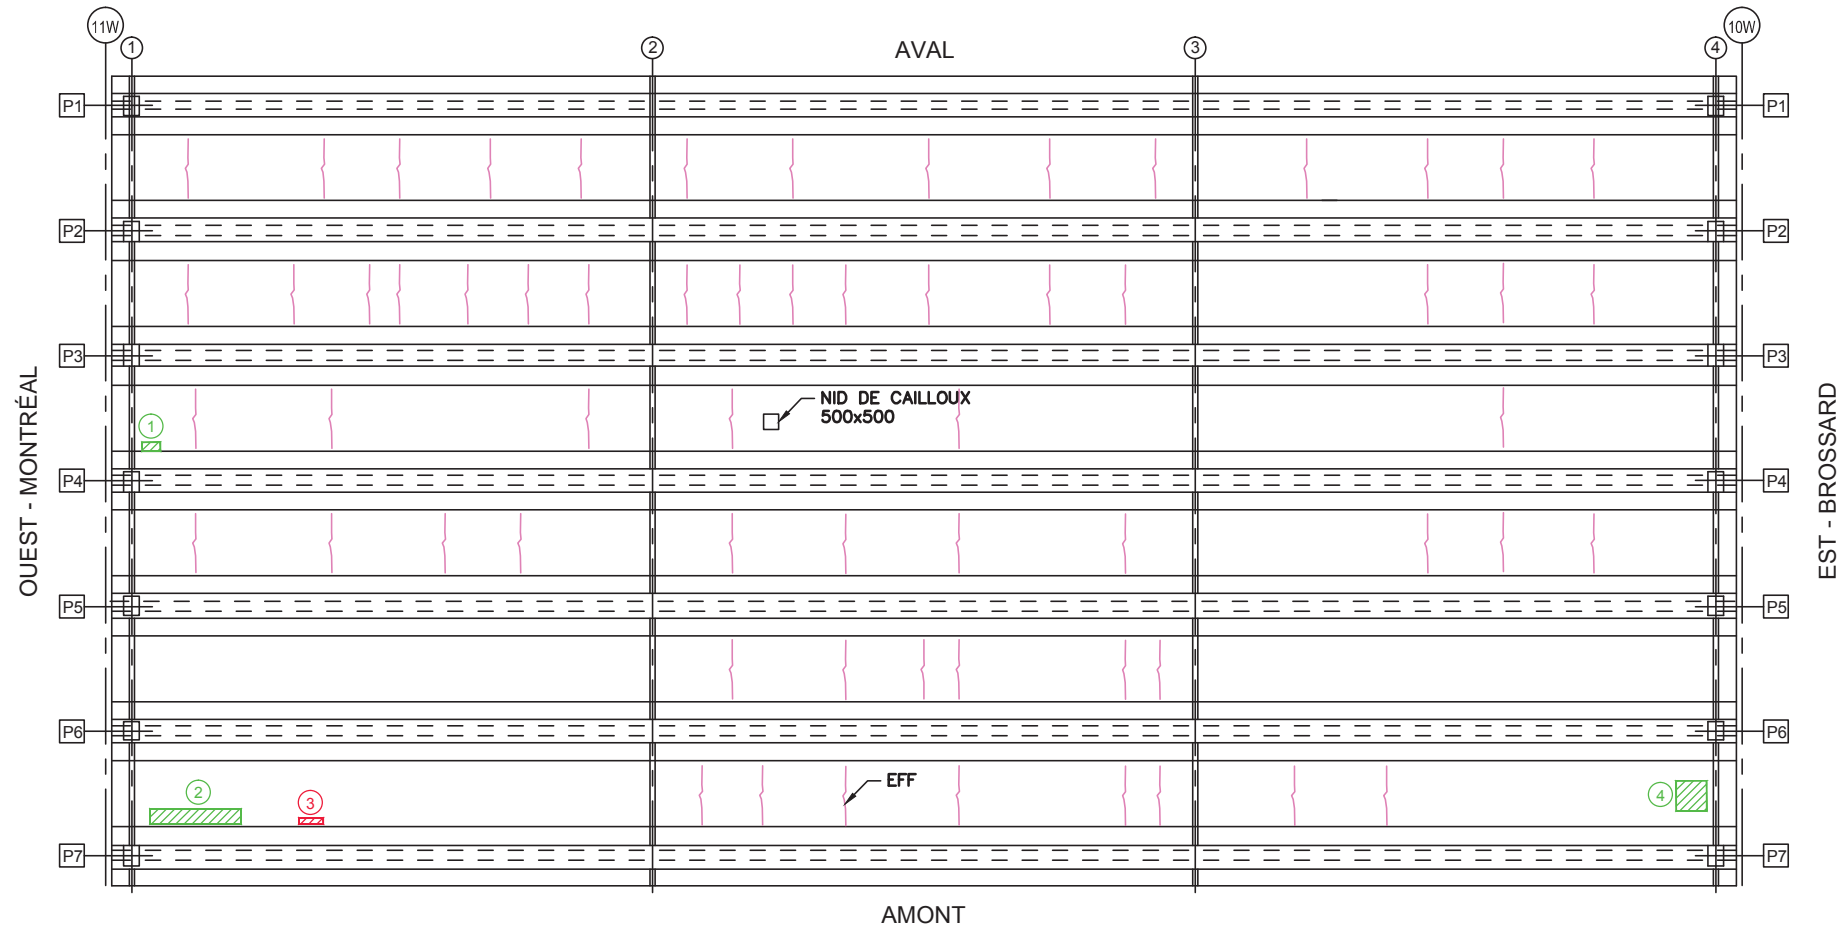 11W
10W
1
2
AVAL
3
4
P1
P1
P2
P2
P3
P3
OUEST - MONTRÉAL
EST - BROSSARD
NID DE CAILLOUX
500x500
1
P4
P4
P5
P5
P6
P6
EFF
2
3
4
P7
P7
AMONT